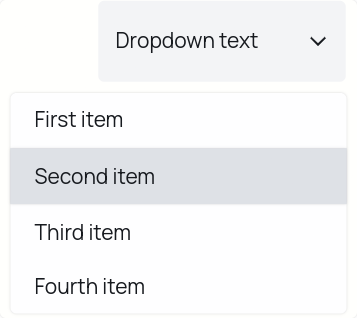 Dropdown text
First item
Second item
Third item
Fourth item